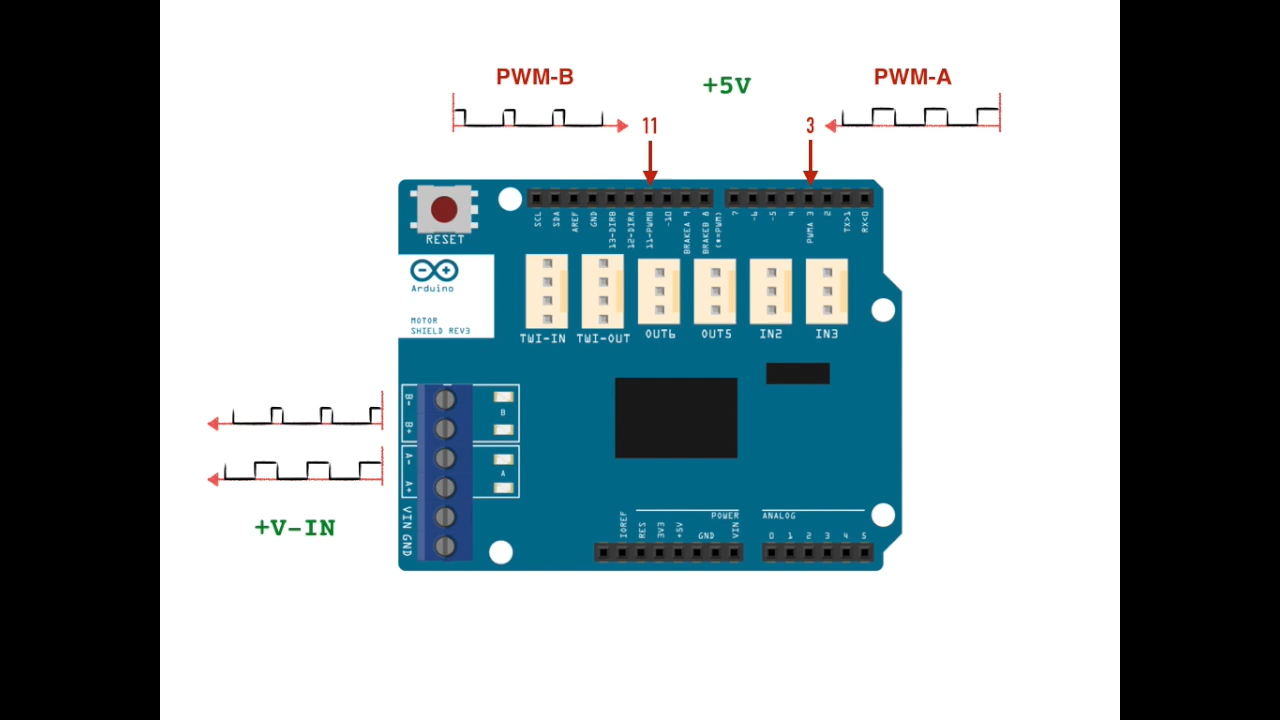 PWM-B
+5V
PWM-A
11
3
SCL
SDA
AREF
GND
13-DIRB
12-DIRA
11-PWMB
-10
BRKEA 9
BRAKEB 8
(*=PWM)
7
-6
-5
4
PWMA 3
2
TX>1
RX<0
RESET
Arduino
MOTOR
SHIELD REV3
TWI-IN
TWI-OUT
OUT6
OUT5
IN2
IN3
B-
B+
A-
A+
VIN
GND
B
A
+V-IN
POWER
ANALOG
IOREF
RES
3V3
+5V
GND
VIN
0 1 2 3 4 5